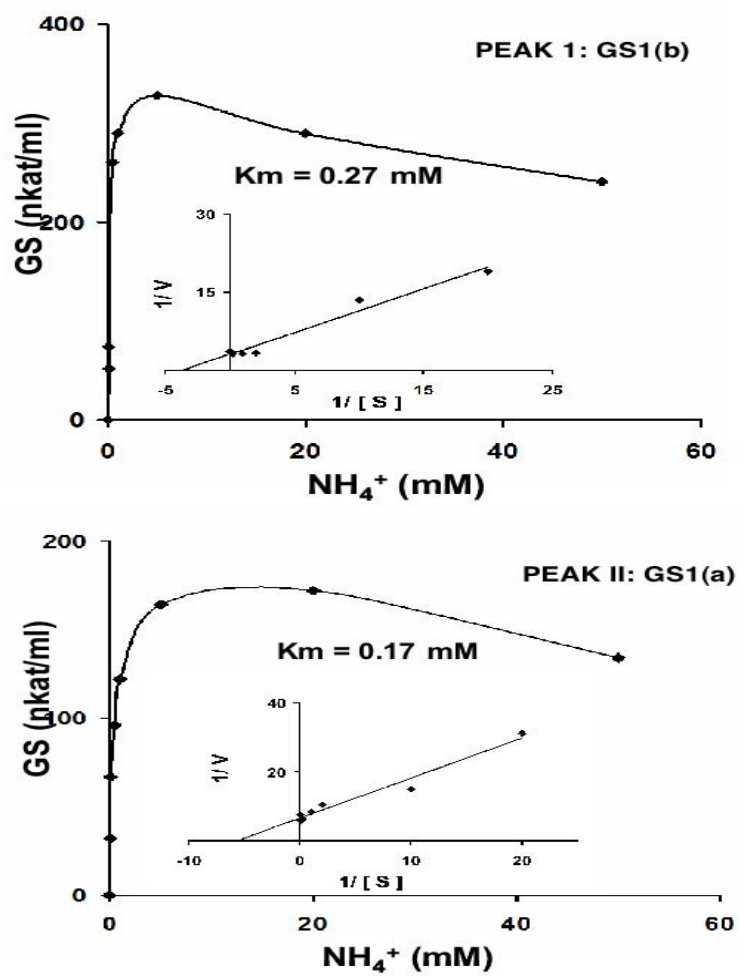 400
PEAK 1: GS1(b)
GS (nkat/ml)
Km = 0.27 mM
200
30
1/ V
15
-5 5 15 25
1/ [ S ]
0
0 20 40 60
NH₄⁺ (mM)
200
PEAK II: GS1(a)
GS (nkat/ml)
Km = 0.17 mM
100
40
1/ V
20
-10 0 10 20
1/ [ S ]
0
0 20 40 60
NH₄⁺ (mM)